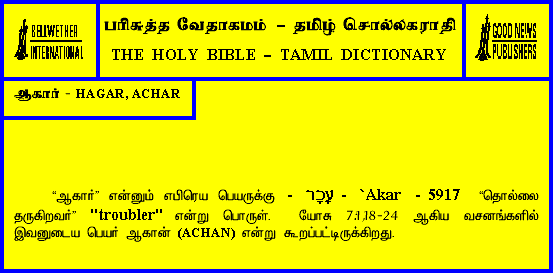 BELLWETHER
INTERNATIONAL
பரிசுத்த வேதாகமம் – தமிழ் சொல்லகராதி
THE HOLY BIBLE – TAMIL DICTIONARY
GOOD NEWS
PUBLISHERS
ஆகார் - HAGAR, ACHAR
“ஆகார்” என்னும் எபிரெய பெயருக்கு - עָכָר - `Akar - 5917 “தொல்லை
தருகிறவர்” "troubler" என்று பொருள். யோசு 7:1,18-24 ஆகிய வசனங்களில்
இவனுடைய பெயர் ஆகான் (ACHAN) என்று கூறப்பட்டிருக்கிறது.